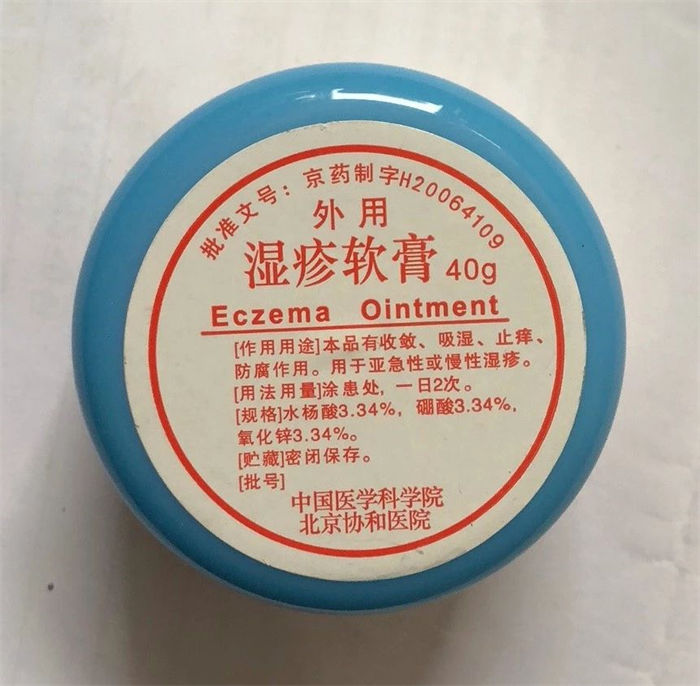 批准文号：京药制字H20064109
外用
湿疹软膏 40g
Eczema Ointment
[作用用途]本品有收敛、吸湿、止痒、
防腐作用。用于亚急性或慢性湿疹。
[用法用量]涂患处，一日2次。
[规格]水杨酸3.34%，硼酸3.34%，
氧化锌3.34%。
[贮藏]密闭保存。
[批号]
中国医学科学院
北京协和医院